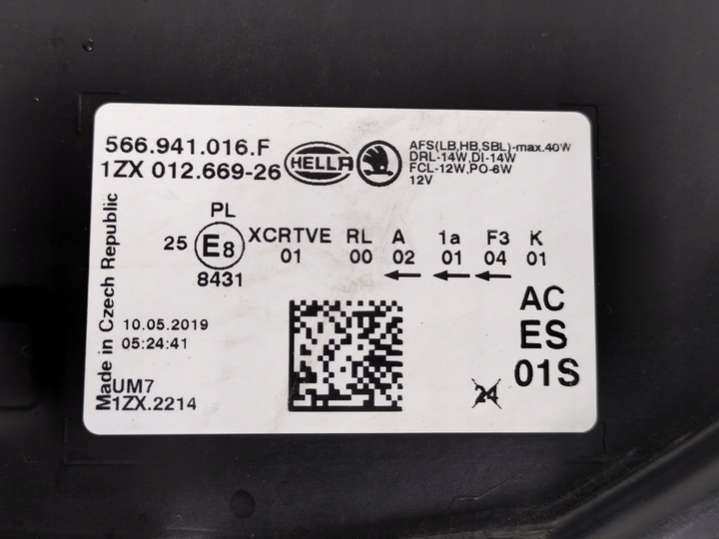 566.941.016.F
1ZX 012.669-26
HELLA
AFS(LB,HB,SBL)-max.40W
DRL-14W,DI-14W
FCL-12W,PO-6W
12V
Made in Czech Republic
PL
25 E8 XCRTVE RL A 1a F3 K
01 00 02 01 04 01
8431
10.05.2019
05:24:41
AC
ES
01S
24
UM7
1ZX.2214